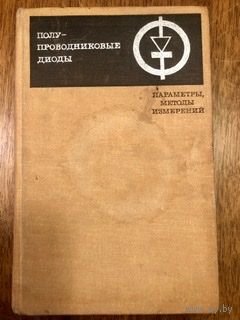 ПОЛУ-
ПРОВОДНИКОВЫЕ
ДИОДЫ
ПАРАМЕТРЫ,
МЕТОДЫ
ИЗМЕРЕНИЙ